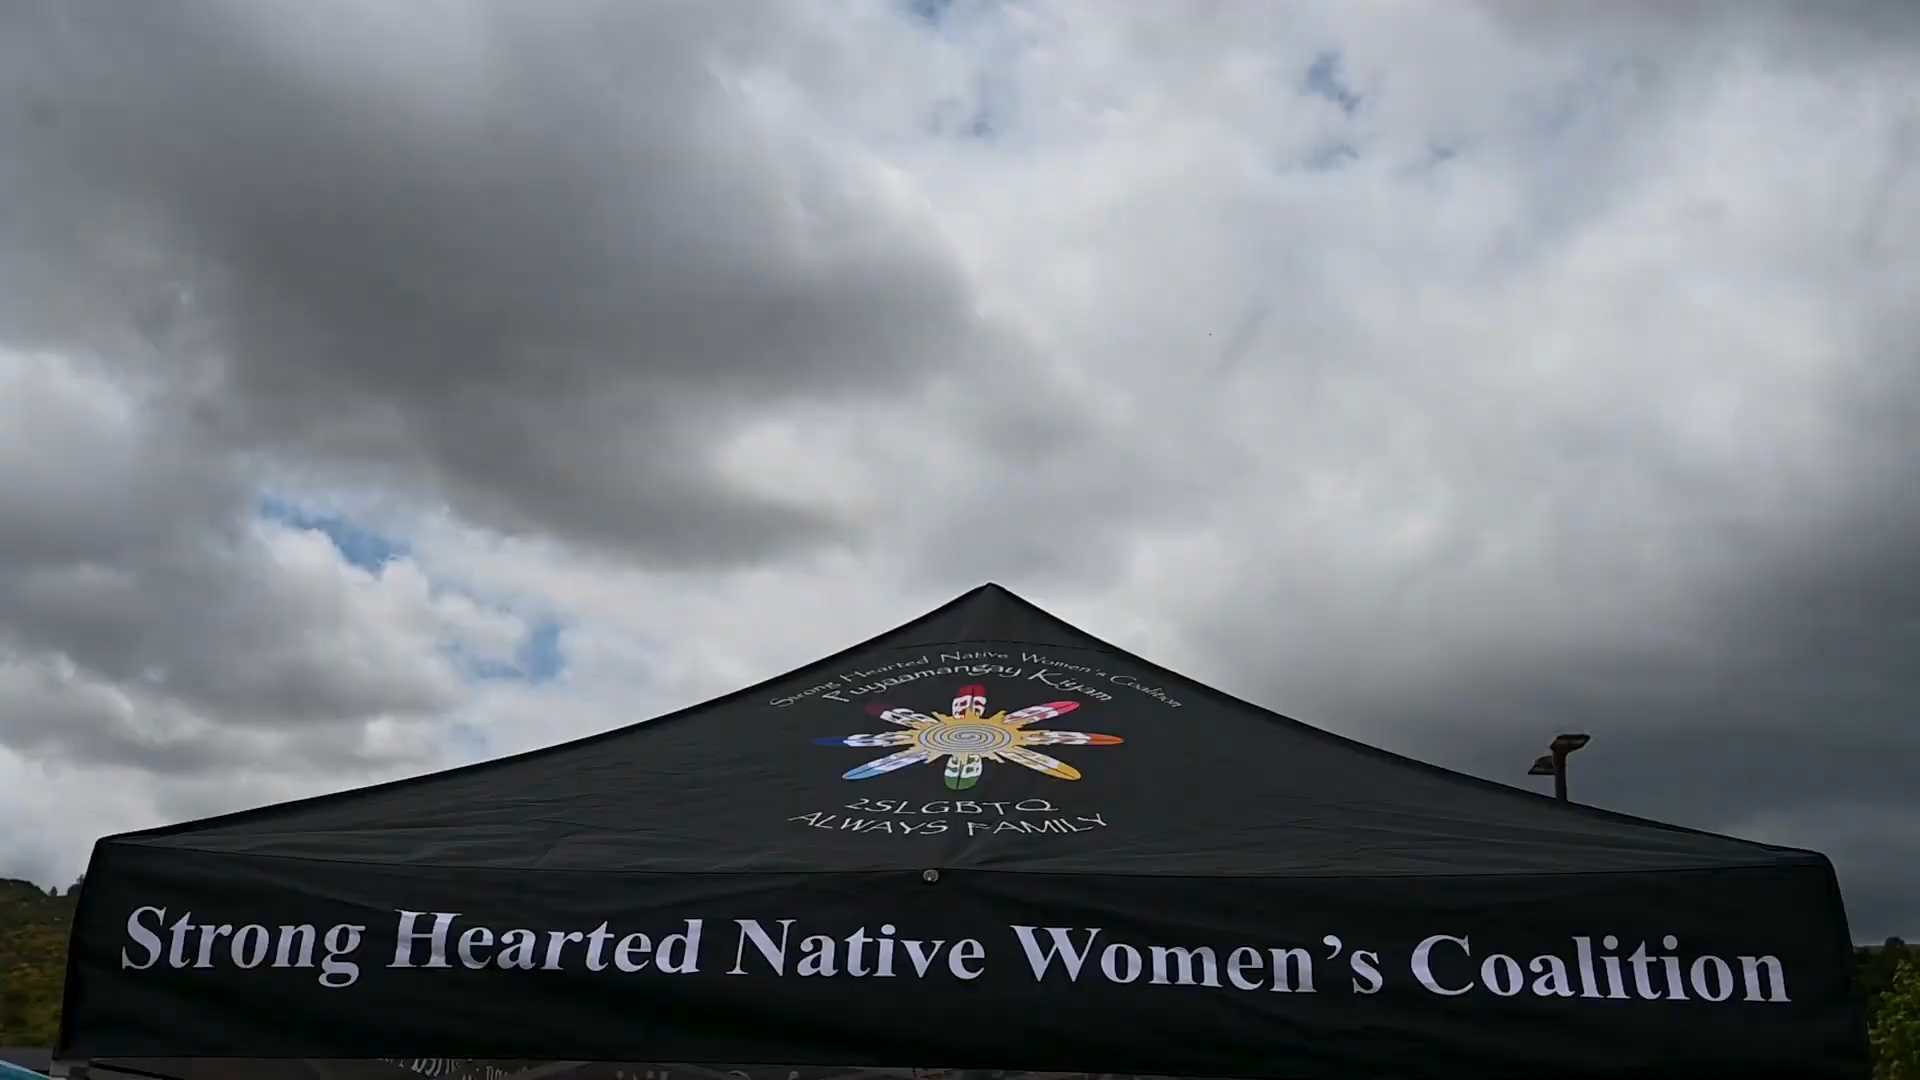 Strong Hearted Native Women's Coalition
Puyaamangay Kiyam
2SLGBTQ
ALWAYS FAMILY
Strong Hearted Native Women's Coalition